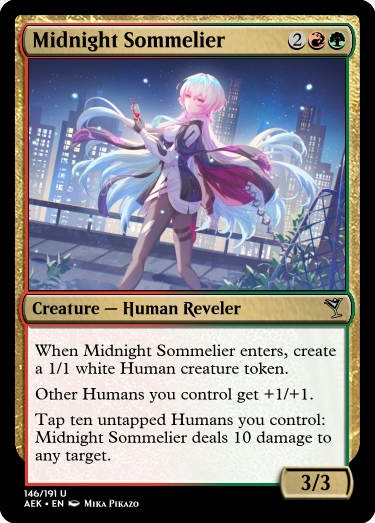 Midnight Sommelier 2
Creature — Human Reveler
When Midnight Sommelier enters, create
a 1/1 white Human creature token.
Other Humans you control get +1/+1.
Tap ten untapped Humans you control:
Midnight Sommelier deals 10 damage to
any target.
3/3
146/191 U
AEK • EN Mika Pikazo